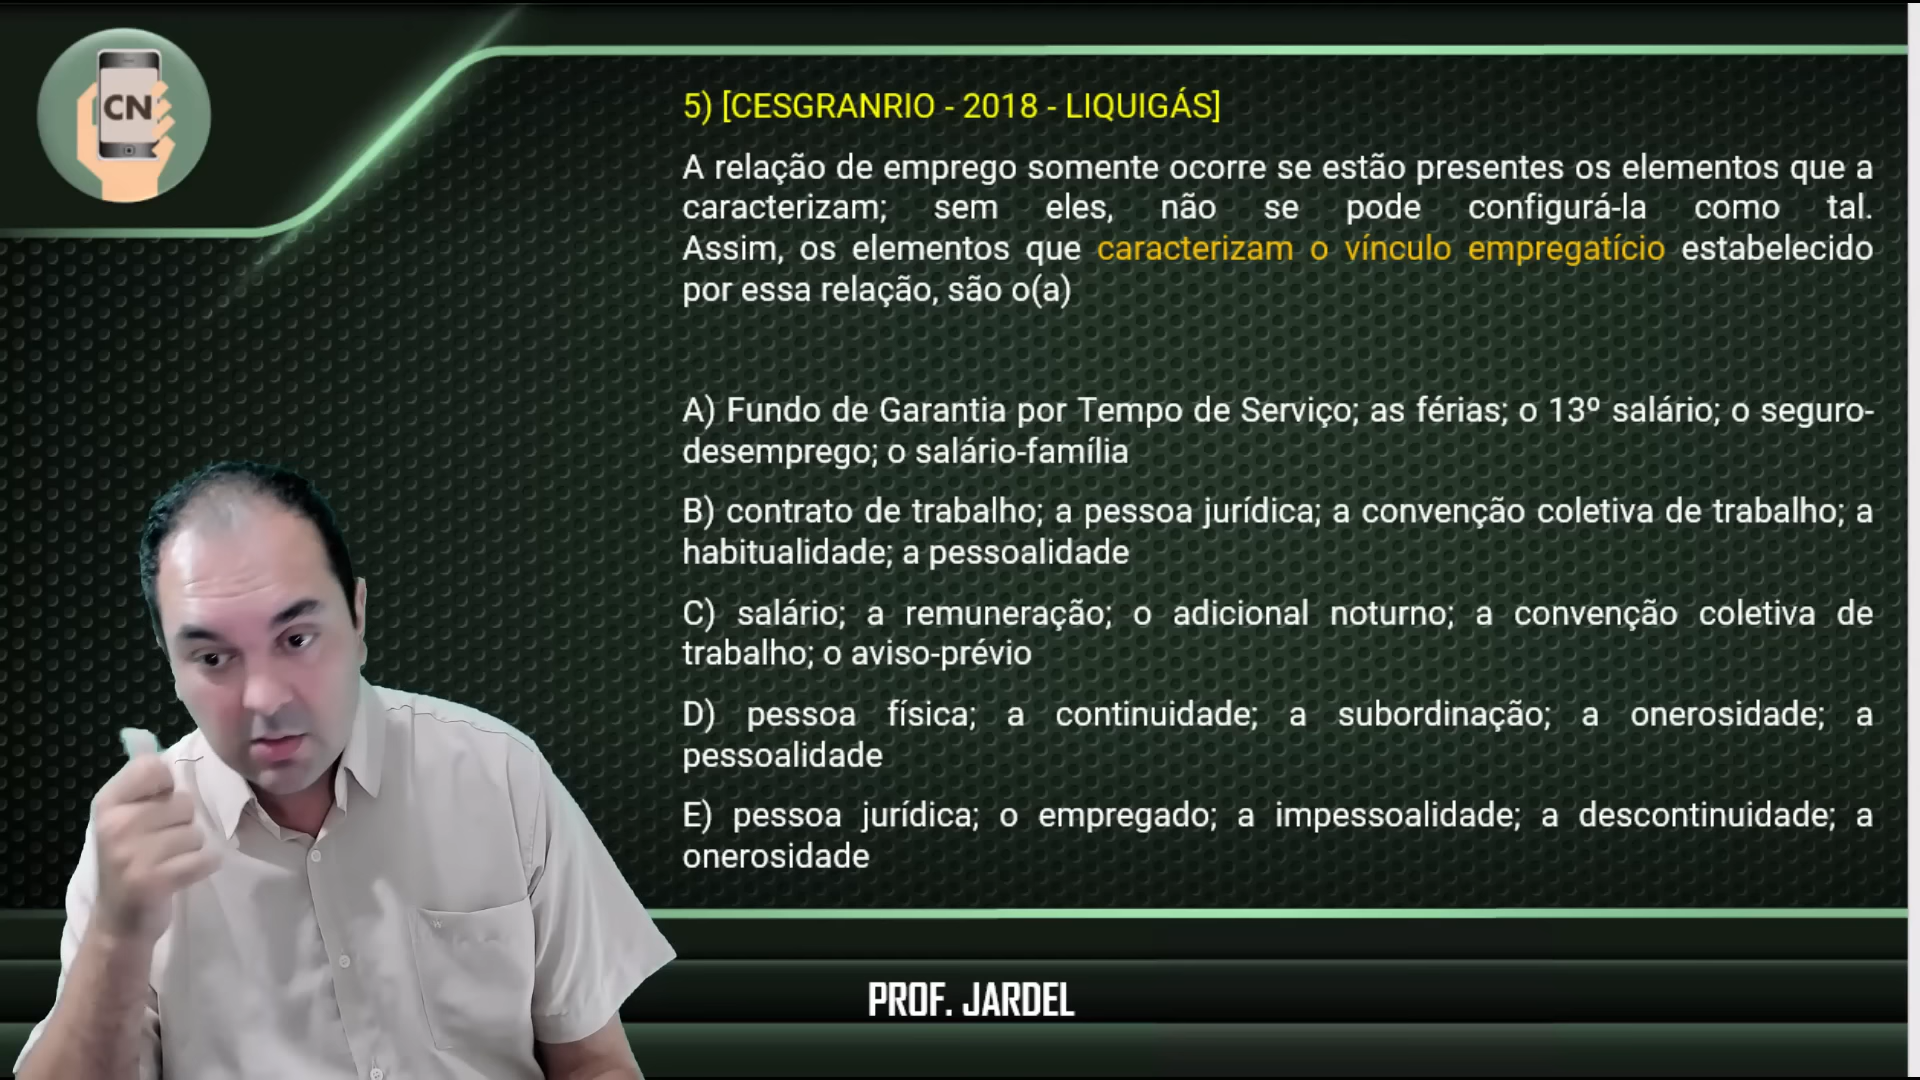 CN
5) [CESGRANRIO - 2018 - LIQUIGÁS]
A relação de emprego somente ocorre se estão presentes os elementos que a
caracterizam; sem eles, não se pode configurá-la como tal.
Assim, os elementos que caracterizam o vínculo empregatício estabelecido
por essa relação, são o(a)
A) Fundo de Garantia por Tempo de Serviço; as férias; o 13º salário; o seguro-
desemprego; o salário-família
B) contrato de trabalho; a pessoa jurídica; a convenção coletiva de trabalho; a
habitualidade; a pessoalidade
C) salário; a remuneração; o adicional noturno; a convenção coletiva de
trabalho; o aviso-prévio
D) pessoa física; a continuidade; a subordinação; a onerosidade; a
pessoalidade
E) pessoa jurídica; o empregado; a impessoalidade; a descontinuidade; a
onerosidade
PROF. JARDEL